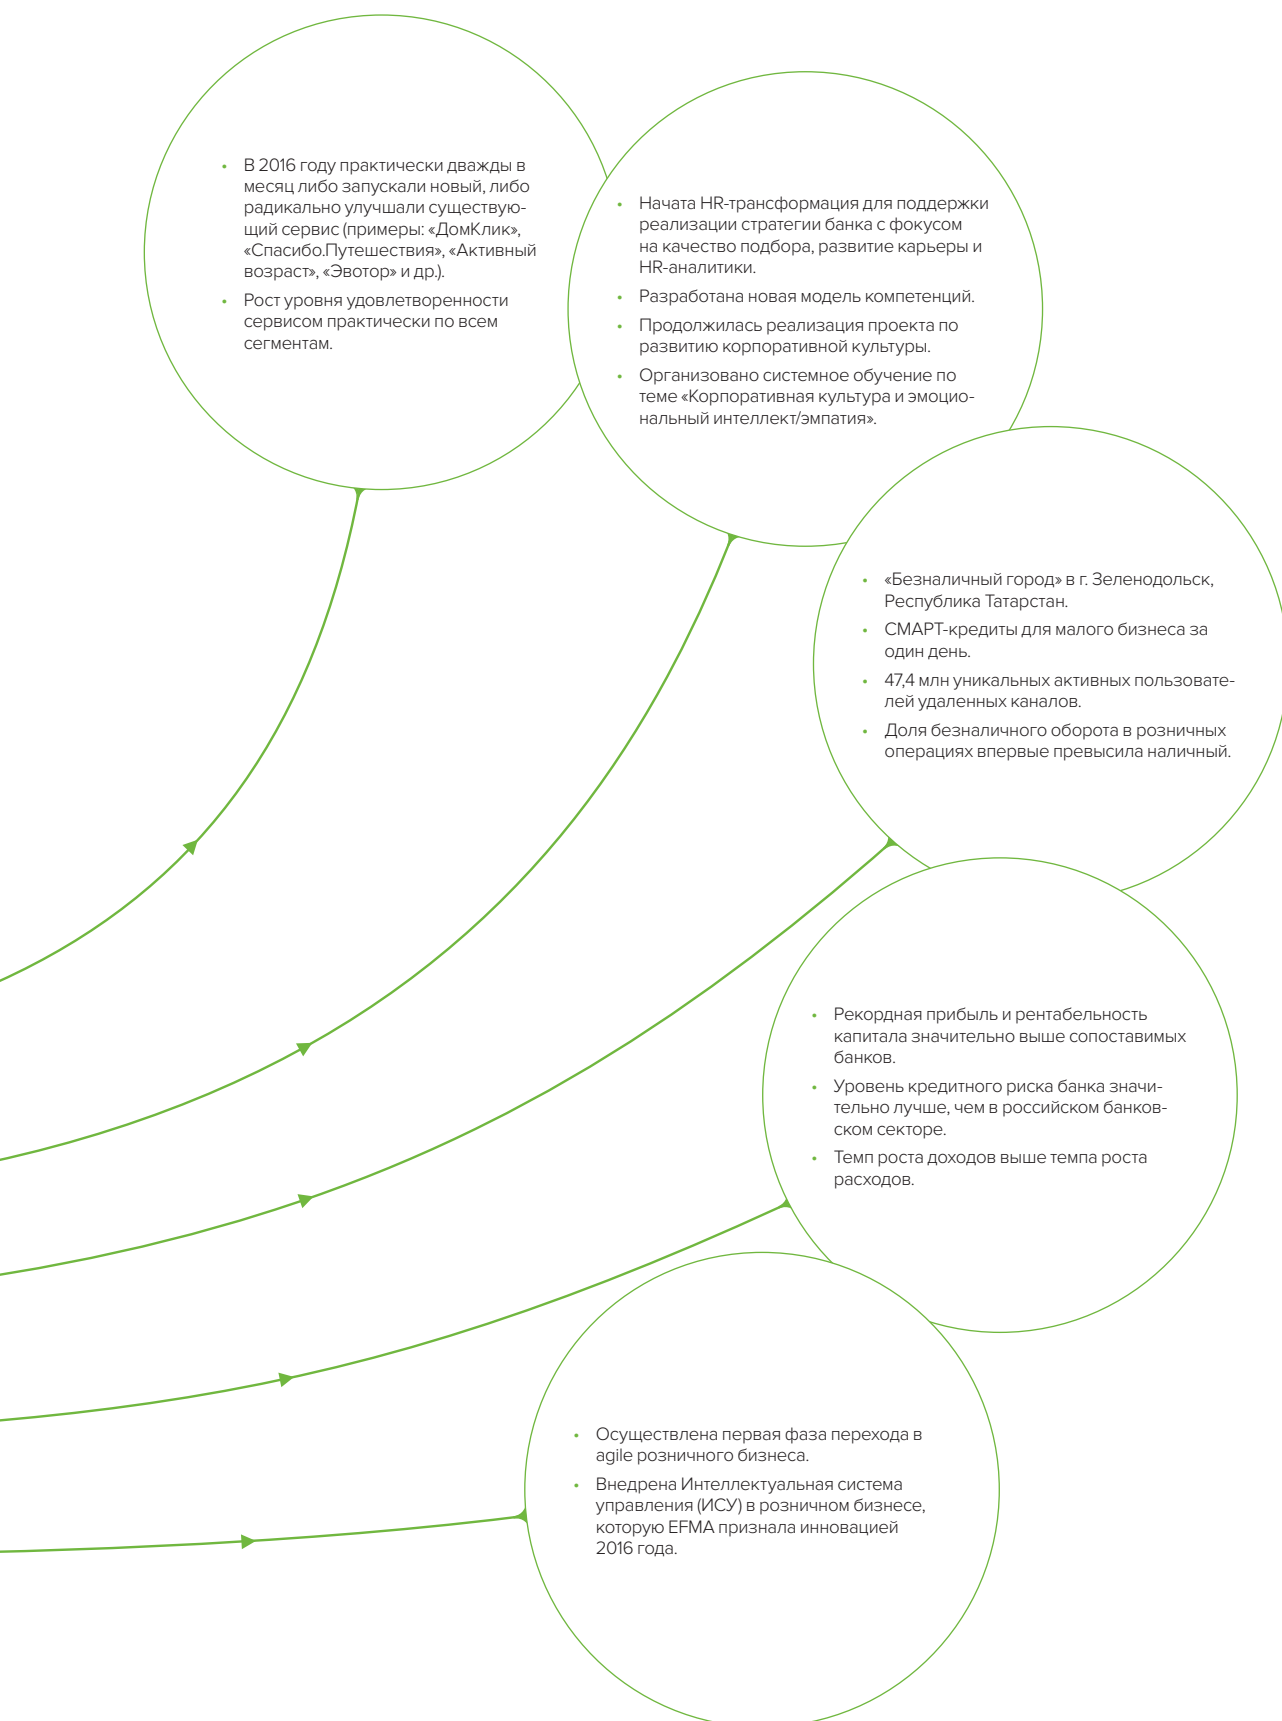 • В 2016 году практически дважды в
месяц либо запускали новый, либо
радикально улучшали существую-
щий сервис (примеры: «ДомКлик»,
«Спасибо.Путешествия», «Активный
возраст», «Эвотор» и др.).
• Рост уровня удовлетворенности
сервисом практически по всем
сегментам.
• Начата HR-трансформация для поддержки
реализации стратегии банка с фокусом
на качество подбора, развитие карьеры и
HR-аналитики.
• Разработана новая модель компетенций.
• Продолжилась реализация проекта по
развитию корпоративной культуры.
• Организовано системное обучение по
теме «Корпоративная культура и эмоцио-
нальный интеллект/эмпатия».
• «Безналичный город» в г. Зеленодольск,
Республика Татарстан.
• СМАРТ-кредиты для малого бизнеса за
один день.
• 47,4 млн уникальных активных пользовате-
лей удаленных каналов.
• Доля безналичного оборота в розничных
операциях впервые превысила наличный.
• Рекордная прибыль и рентабельность
капитала значительно выше сопоставимых
банков.
• Уровень кредитного риска банка значи-
тельно лучше, чем в российском банков-
ском секторе.
• Темп роста доходов выше темпа роста
расходов.
• Осуществлена первая фаза перехода в
agile розничного бизнеса.
• Внедрена Интеллектуальная система
управления (ИСУ) в розничном бизнесе,
которую EFMA признала инновацией
2016 года.